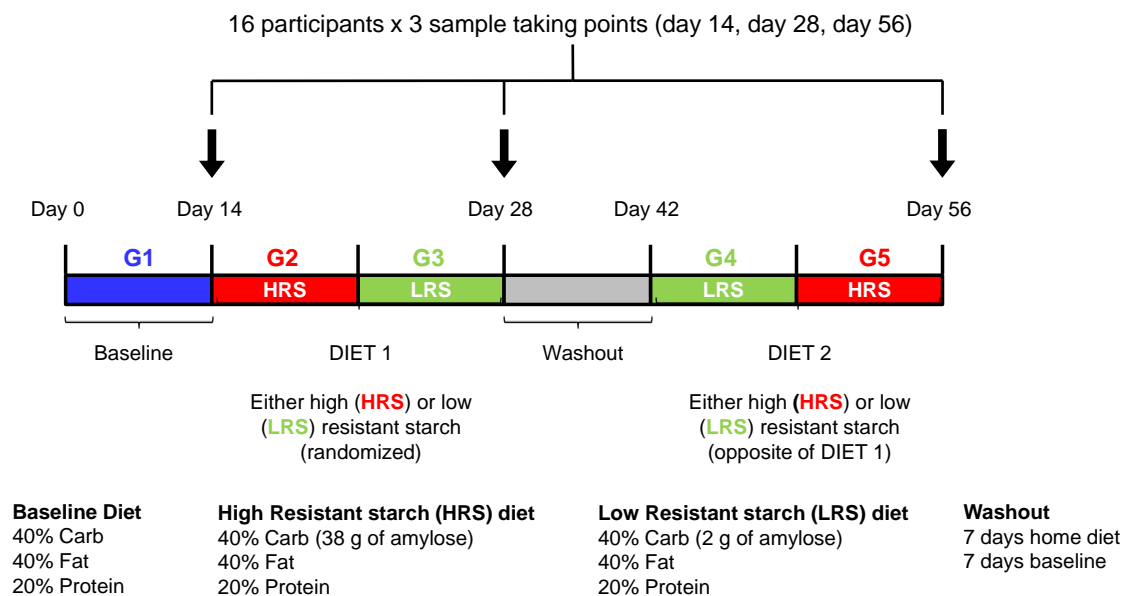 16 participants x 3 sample taking points (day 14, day 28, day 56)
Day 0 Day 14 Day 28 Day 42 Day 56
G1 G2 G3 G4 G5
HRS LRS LRS HRS
Baseline DIET 1 Washout DIET 2
Either high (HRS) or low
(LRS) resistant starch
(randomized)
Either high (HRS) or low
(LRS) resistant starch
(opposite of DIET 1)
Baseline Diet
40% Carb
40% Fat
20% Protein
High Resistant starch (HRS) diet
40% Carb (38 g of amylose)
40% Fat
20% Protein
Low Resistant starch (LRS) diet
40% Carb (2 g of amylose)
40% Fat
20% Protein
Washout
7 days home diet
7 days baseline